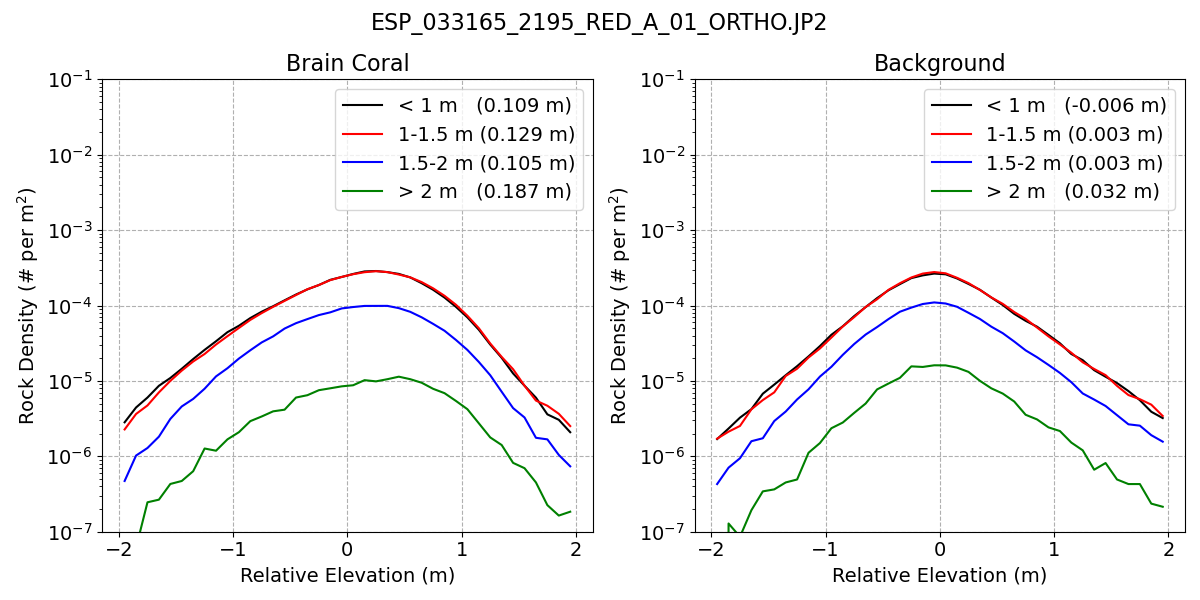 ESP_033165_2195_RED_A_01_ORTHO.JP2
Brain Coral
Background
10⁻¹
10⁻²
10⁻³
10⁻⁴
10⁻⁵
10⁻⁶
10⁻⁷
Rock Density (# per m²)
< 1 m (0.109 m)
1-1.5 m (0.129 m)
1.5-2 m (0.105 m)
> 2 m (0.187 m)
−2 −1 0 1 2
Relative Elevation (m)
10⁻¹
10⁻²
10⁻³
10⁻⁴
10⁻⁵
10⁻⁶
10⁻⁷
Rock Density (# per m²)
< 1 m (-0.006 m)
1-1.5 m (0.003 m)
1.5-2 m (0.003 m)
> 2 m (0.032 m)
−2 −1 0 1 2
Relative Elevation (m)